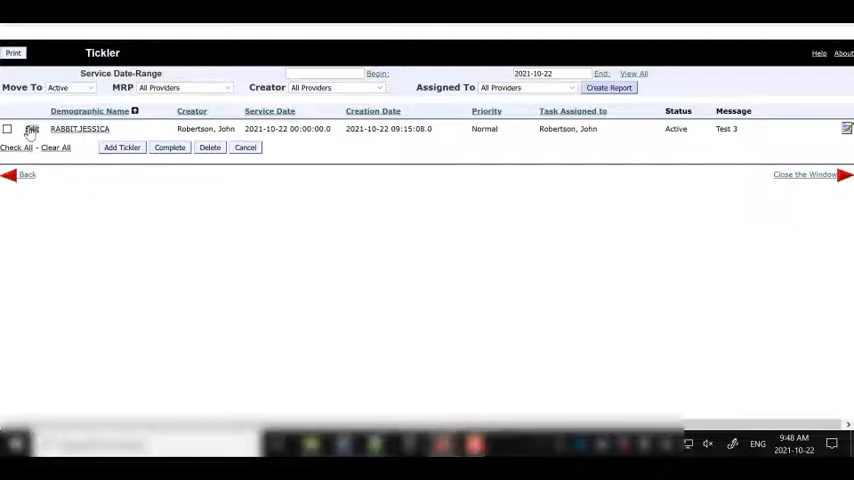 Print Tickler Help About
Service Date-Range Begin: 2021-10-22 End: View All
Move To Active MRP All Providers Creator All Providers Assigned To All Providers Create Report
Demographic Name Creator Service Date Creation Date Priority Task Assigned to Status Message
RABBIT,JESSICA Robertson, John 2021-10-22 00:00:00.0 2021-10-22 09:15:08.0 Normal Robertson, John Active Test 3
Check All - Clear All Add Tickler Complete Delete Cancel
Back Close the Window
ENG 9:48 AM
2021-10-22